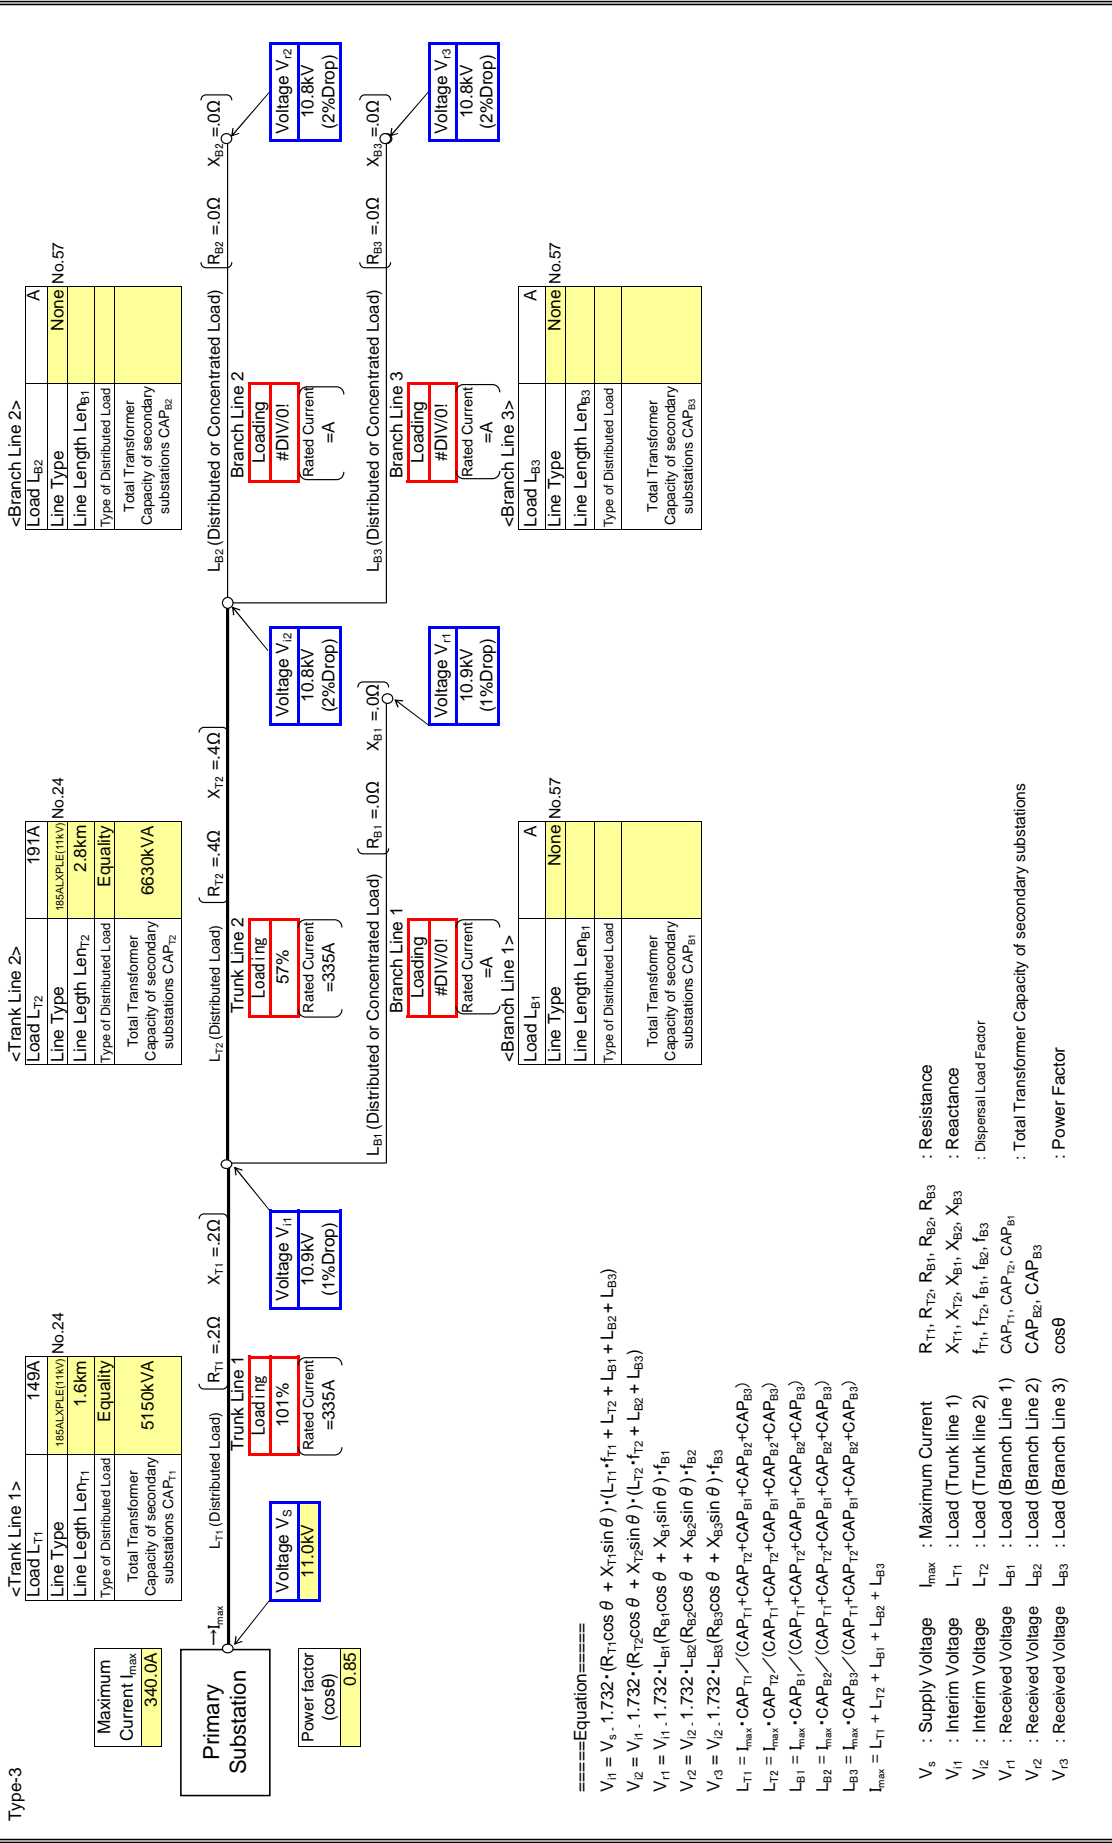 Type-3
Maximum
Current Imax
340.0A
Primary
Substation
→Imax
Power factor
(cosθ)
0.85
Voltage VS
11.0kV
<Trank Line 1>
Load LT1 149A
Line Type 185ALXPLE(11kV) No.24
Line Legth LenT1 1.6km
Type of Distributed Load Equality
Total Transformer
Capacity of secondary
substations CAPT1
5150kVA
LT1 (Distributed Load)
RT1 =.2Ω XT1 =.2Ω
Trunk Line 1
Loading
101%
Rated Current
=335A
Voltage Vi1
10.9kV
(1%Drop)
<Trank Line 2>
Load LT2 191A
Line Type 185ALXPLE(11kV) No.24
Line Length LenT2 2.8km
Type of Distributed Load Equality
Total Transformer
Capacity of secondary
substations CAPT2
6630kVA
LT2 (Distributed Load)
RT2 =.4Ω XT2 =.4Ω
Trunk Line 2
Loading
57%
Rated Current
=335A
Voltage Vi2
10.8kV
(2%Drop)
LB1 (Distributed or Concentrated Load)
RB1 =.0Ω XB1 =.0Ω
Branch Line 1
Loading
#DIV/0!
Rated Current
=A
Voltage Vr1
10.9kV
(1%Drop)
<Branch Line 1>
Load LB1 A
Line Type None No.57
Line Length LenB1
Type of Distributed Load
Total Transformer
Capacity of secondary
substations CAPB1
<Branch Line 2>
Load LB2 A
Line Type None No.57
Line Length LenB1
Type of Distributed Load
Total Transformer
Capacity of secondary
substations CAPB2
LB2 (Distributed or Concentrated Load)
RB2 =.0Ω XB2 =.0Ω
Branch Line 2
Loading
#DIV/0!
Rated Current
=A
Voltage Vr2
10.8kV
(2%Drop)
LB3 (Distributed or Concentrated Load)
RB3 =.0Ω XB3 =.0Ω
Branch Line 3
Loading
#DIV/0!
Rated Current
=A
Voltage Vr3
10.8kV
(2%Drop)
<Branch Line 3>
Load LB3 A
Line Type None No.57
Line Length LenB3
Type of Distributed Load
Total Transformer
Capacity of secondary
substations CAPB3
=====Equation=====
Vi1 = Vs - 1.732・(RT1cos θ + XT1sin θ)・(LT1・fT1 + LT2 + LB1 + LB2 + LB3)
Vi2 = Vi1 - 1.732・(RT2cos θ + XT2sin θ)・(LT2・fT2 + LB2 + LB3)
Vr1 = Vi1 - 1.732・LB1(RB1cos θ + XB1sin θ)・fB1
Vr2 = Vi2 - 1.732・LB2(RB2cos θ + XB2sin θ)・fB2
Vr3 = Vi2 - 1.732・LB3(RB3cos θ + XB3sin θ)・fB3
LT1 = Imax・CAPT1／(CAPT1+CAPT2+CAPB1+CAPB2+CAPB3)
LT2 = Imax・CAPT2／(CAPT1+CAPT2+CAPB1+CAPB2+CAPB3)
LB1 = Imax・CAPB1／(CAPT1+CAPT2+CAPB1+CAPB2+CAPB3)
LB2 = Imax・CAPB2／(CAPT1+CAPT2+CAPB1+CAPB2+CAPB3)
LB3 = Imax・CAPB3／(CAPT1+CAPT2+CAPB1+CAPB2+CAPB3)
Imax = LT1 + LT2 + LB1 + LB2 + LB3
Vs : Supply Voltage Imax : Maximum Current RT1, RT2, RB1, RB2, RB3 : Resistance
Vi1 : Interim Voltage LT1 : Load (Trunk line 1) XT1, XT2, XB1, XB2, XB3 : Reactance
Vi2 : Interim Voltage LT2 : Load (Trunk line 2) fT1, fT2, fB1, fB2, fB3 : Dispersal Load Factor
Vr1 : Received Voltage LB1 : Load (Branch Line 1) CAPT1, CAPT2, CAPB1 : Total Transformer Capacity of secondary substations
Vr2 : Received Voltage LB2 : Load (Branch Line 2) CAPB2, CAPB3
Vr3 : Received Voltage LB3 : Load (Branch Line 3) cosθ : Power Factor